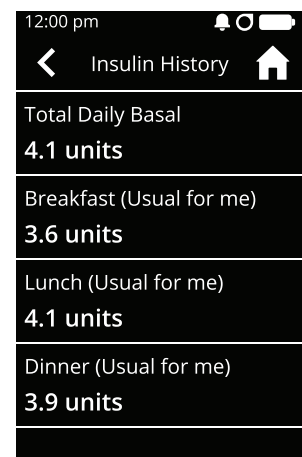 12:00 pm
Insulin History
Total Daily Basal
4.1 units
Breakfast (Usual for me)
3.6 units
Lunch (Usual for me)
4.1 units
Dinner (Usual for me)
3.9 units